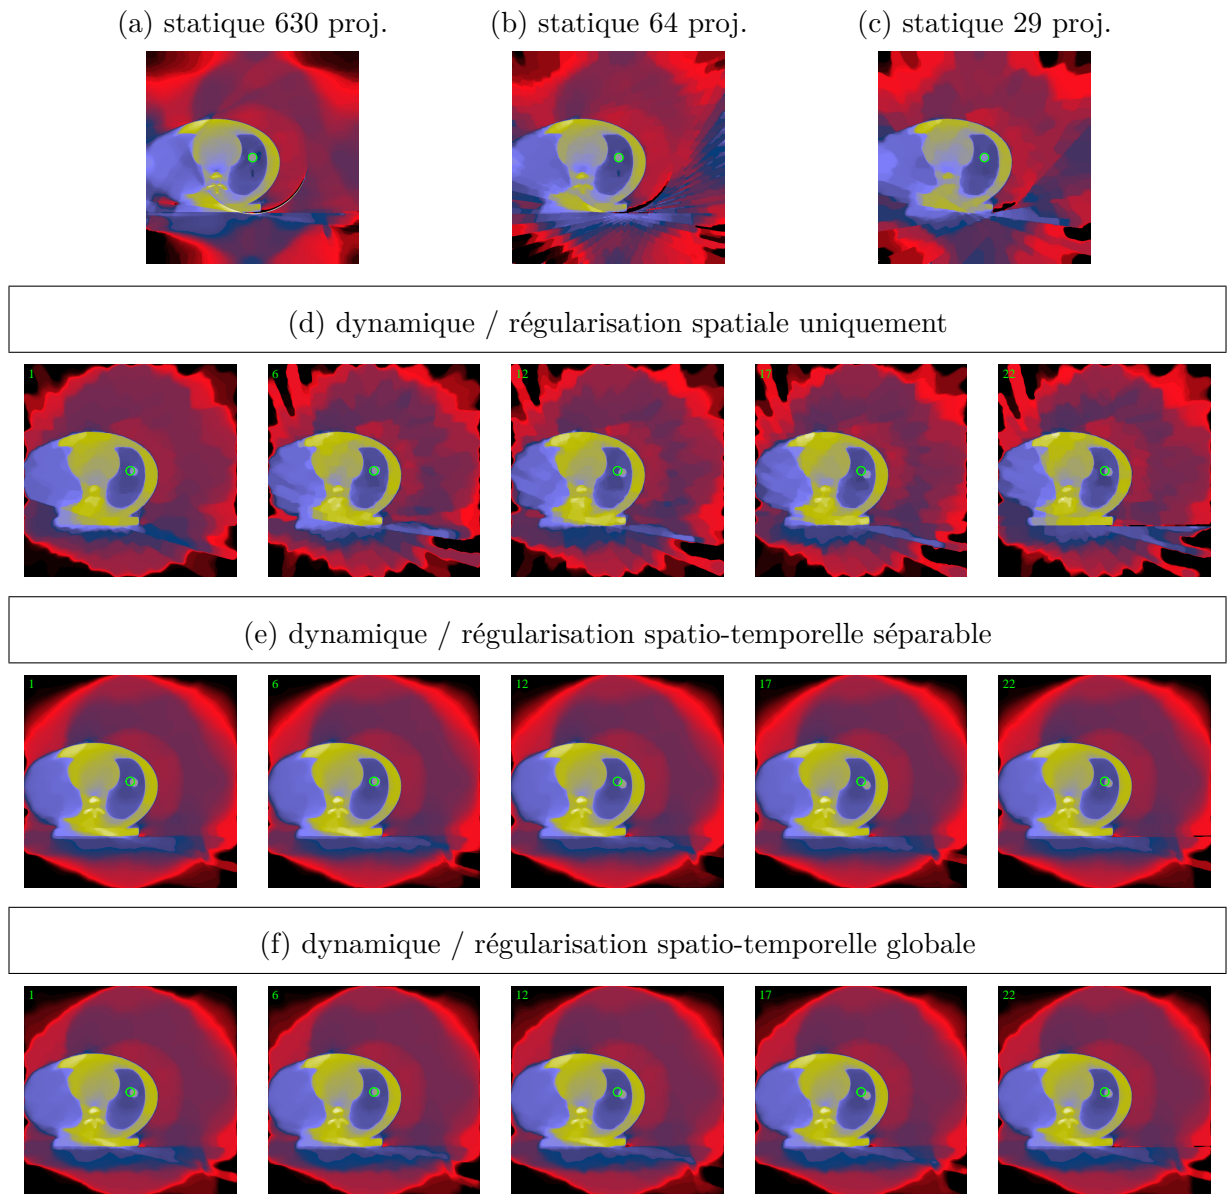 (a) statique 630 proj.
(b) statique 64 proj.
(c) statique 29 proj.
(d) dynamique / régularisation spatiale uniquement
1
6
12
17
22
(e) dynamique / régularisation spatio-temporelle séparable
1
6
12
17
22
(f) dynamique / régularisation spatio-temporelle globale
1
6
12
17
22